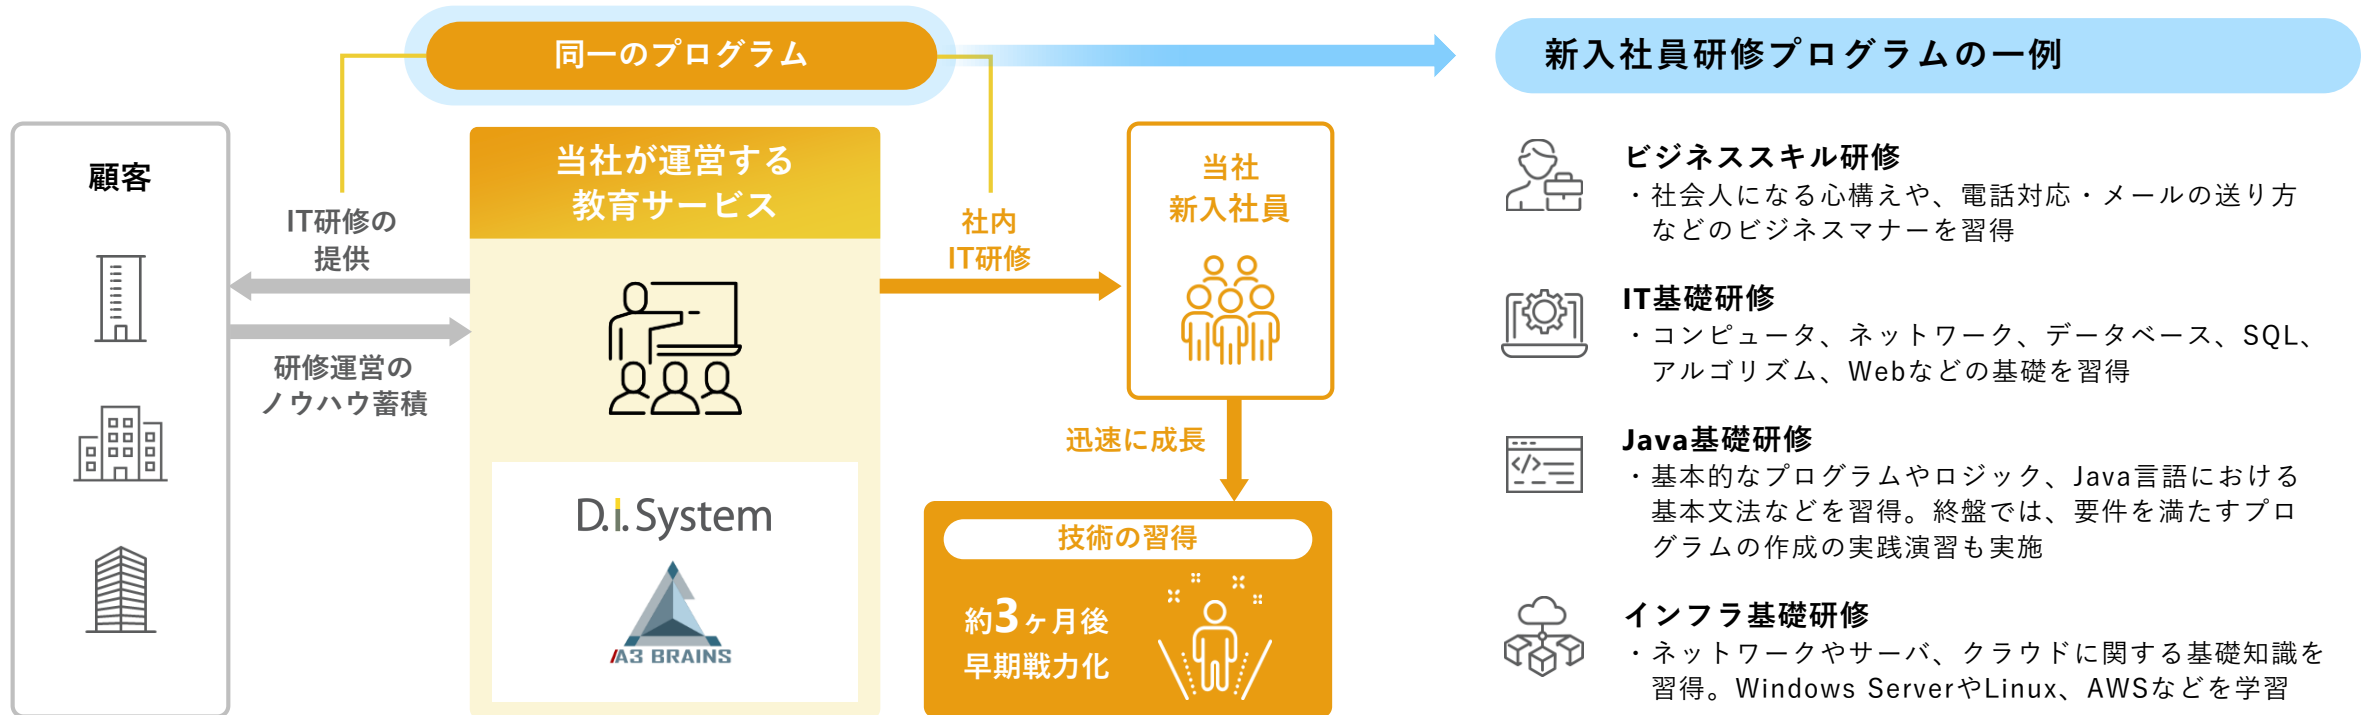 同一のプログラム
顧客
IT研修の
提供
研修運営の
ノウハウ蓄積
当社が運営する
教育サービス
D.i.System
A3 BRAINS
社内
IT研修
当社
新入社員
迅速に成長
技術の習得
約3ヶ月後
早期戦力化
新入社員研修プログラムの一例
ビジネススキル研修
・社会人になる心構えや、電話対応・メールの送り方
などのビジネスマナーを習得
IT基礎研修
・コンピュータ、ネットワーク、データベース、SQL、
アルゴリズム、Webなどの基礎を習得
Java基礎研修
・基本的なプログラムやロジック、Java言語における
基本文法などを習得。終盤では、要件を満たすプロ
グラムの作成の実践演習も実施
インフラ基礎研修
・ネットワークやサーバ、クラウドに関する基礎知識を
習得。Windows ServerやLinux、AWSなどを学習